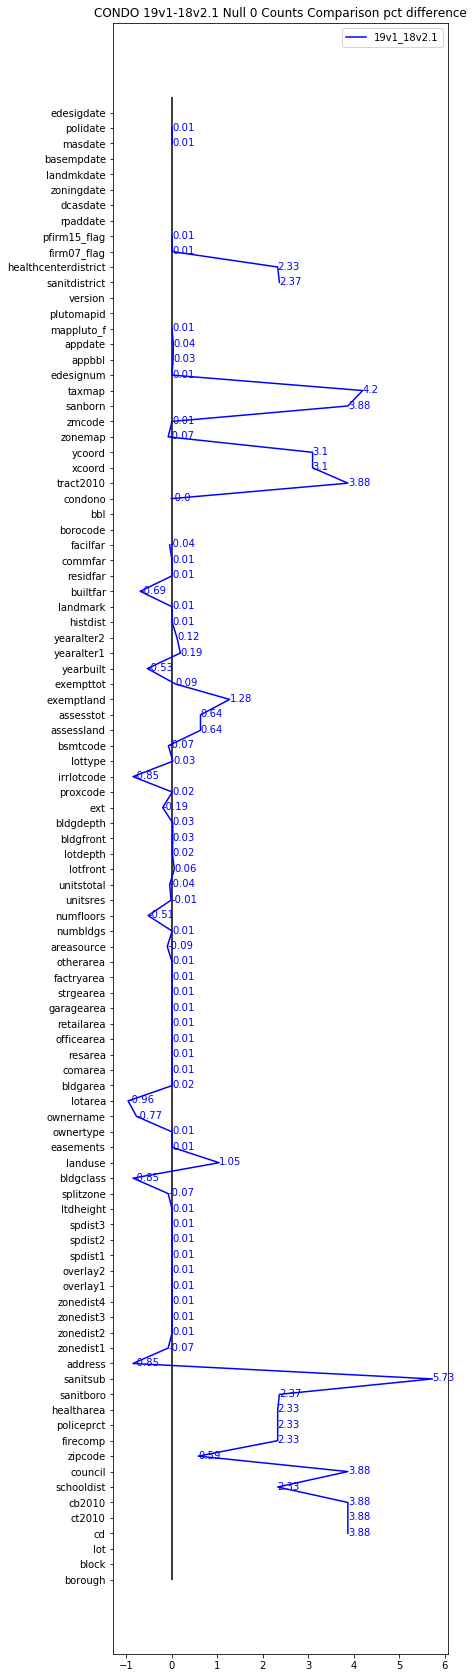 CONDO 19v1-18v2.1 Null 0 Counts Comparison pct difference
19v1_18v2.1
edesigdate
polidate 0.01
masdate 0.01
basempdate
landmkdate
zoningdate
dcasdate
rpaddate
pfirm15_flag 0.01
firm07_flag 0.01
healthcenterdistrict 2.33
sanitdistrict 2.37
version
plutomapid
mappluto_f 0.01
appdate 0.04
appbbl 0.03
edesignum 0.01
taxmap 4.2
sanborn 3.88
zmcode 0.01
zonemap -0.07
ycoord 3.1
xcoord 3.1
tract2010 3.88
condono -0.0
bbl
borocode
facilfar -0.04
commfar 0.01
residfar 0.01
builtfar -0.69
landmark 0.01
histdist 0.01
yearalter2 0.12
yearalter1 0.19
yearbuilt -0.53
exempttot 0.09
exemptland 1.28
assesstot 0.64
assessland 0.64
bsmtcode -0.07
lottype 0.03
irrlotcode -0.85
proxcode 0.02
ext -0.19
bldgdepth 0.03
bldgfront 0.03
lotdepth 0.02
lotfront 0.06
unitstotal -0.04
unitsres -0.01
numfloors -0.51
numbldgs 0.01
areasource -0.09
otherarea 0.01
factryarea 0.01
strgearea 0.01
garagearea 0.01
retailarea 0.01
officearea 0.01
resarea 0.01
comarea 0.01
bldgarea 0.02
lotarea -0.96
ownername -0.77
ownertype 0.01
easements 0.01
landuse 1.05
bldgclass -0.85
splitzone -0.07
ltdheight 0.01
spdist3 0.01
spdist2 0.01
spdist1 0.01
overlay2 0.01
overlay1 0.01
zonedist4 0.01
zonedist3 0.01
zonedist2 0.01
zonedist1 -0.07
address -0.85
sanitsub 5.73
sanitboro 2.37
healtharea 2.33
policeprct 2.33
firecomp 2.33
zipcode 0.59
council 3.88
schooldist 2.33
cb2010 3.88
ct2010 3.88
cd 3.88
lot
block
borough
−1 0 1 2 3 4 5 6